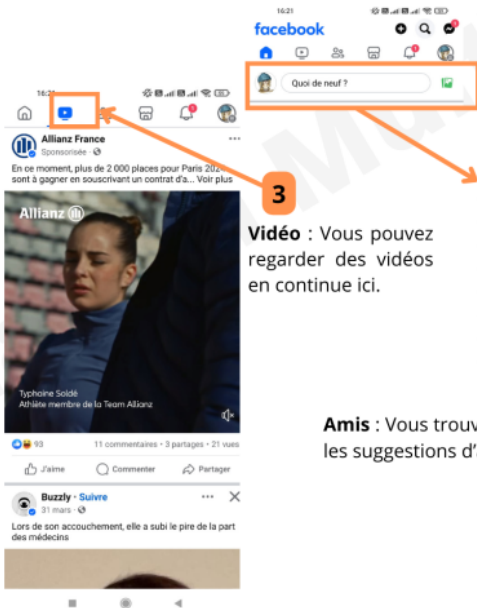 16:21
facebook
Quoi de neuf ?
16:21
Allianz France
Sponsorisée
En ce moment, plus de 2 000 places pour Paris 2024
sont à gagner en souscrivant un contrat d'a... Voir plus
Allianz
Typhaine Soldé
Athlète membre de la Team Allianz
93
11 commentaires • 3 partages • 21 vues
J'aime
Commenter
Partager
Buzzly · Suivre
31 mars
Lors de son accouchement, elle a subi le pire de la part
des médecins
3
Vidéo : Vous pouvez
regarder des vidéos
en continue ici.
Amis : Vous trouv
les suggestions d'